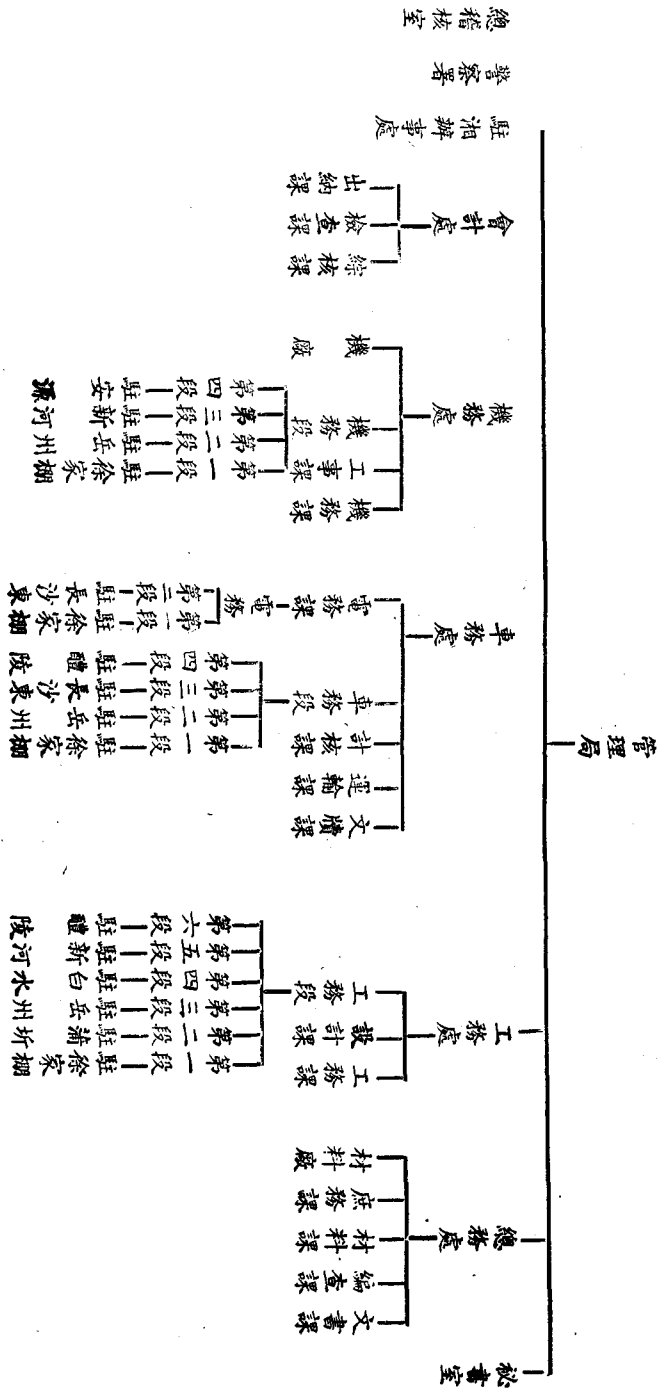 管理局
祕書室
總務處
文書課
編查課
材料課
庶務課
材料廠
工務處
工務課
設計課
工務段
第一段 駐徐家棚
第二段 駐浦圻
第三段 駐岳州
第四段 駐白水
第五段 駐新河
第六段 駐醴陵
車務處
文牘課
運輸課
計核課
車務段
第一段 駐徐家棚
第二段 駐岳州
第三段 駐長沙東
第四段 駐醴陵
電務課
電務
第一段 駐徐家棚
第二段 駐長沙東
機務處
機務課
工事課
機務段
第一段 駐徐家棚
第二段 駐岳州
第三段 駐新河
第四段 駐安源
機廠
會計處
綜核課
檢查課
出納課
駐湘辦事處
警察署
總稽核室